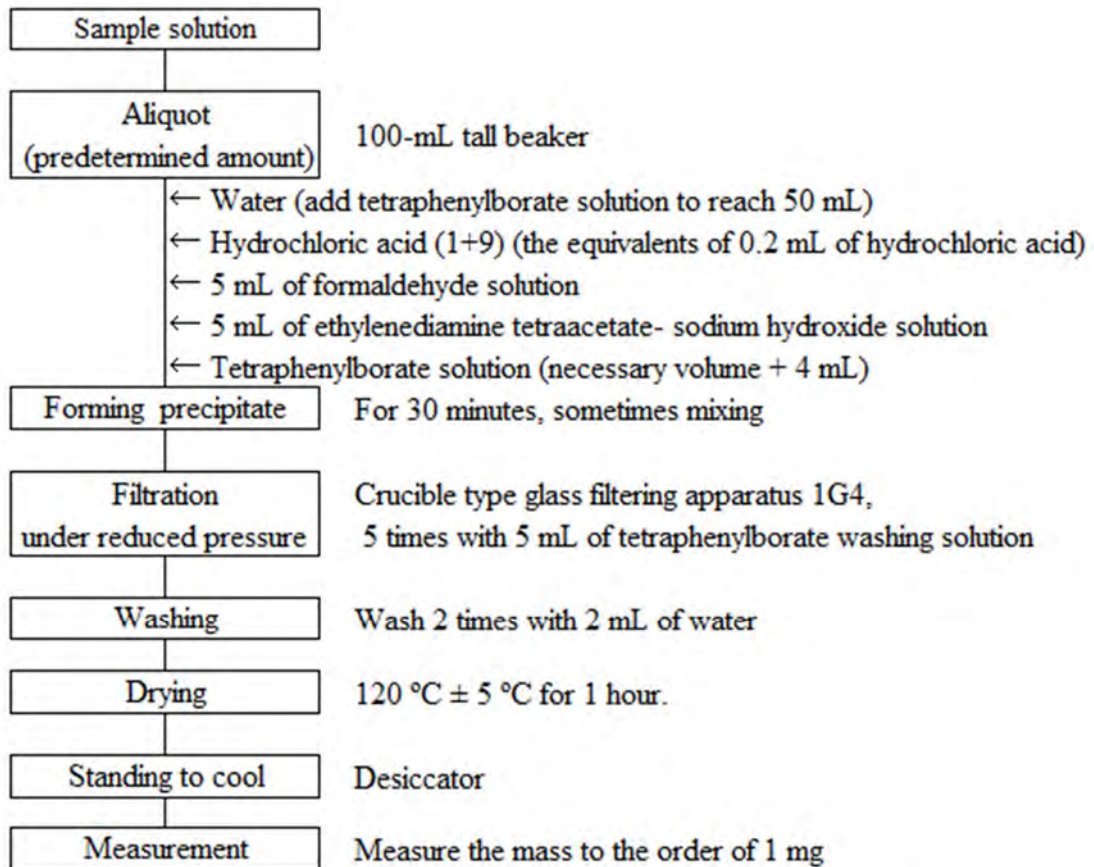 Sample solution
Aliquot
(predetermined amount)
100-mL tall beaker
← Water (add tetraphenylborate solution to reach 50 mL)
← Hydrochloric acid (1+9) (the equivalents of 0.2 mL of hydrochloric acid)
← 5 mL of formaldehyde solution
← 5 mL of ethylenediamine tetraacetate- sodium hydroxide solution
← Tetraphenylborate solution (necessary volume + 4 mL)
Forming precipitate
For 30 minutes, sometimes mixing
Filtration
under reduced pressure
Crucible type glass filtering apparatus 1G4,
5 times with 5 mL of tetraphenylborate washing solution
Washing
Wash 2 times with 2 mL of water
Drying
120 °C ± 5 °C for 1 hour.
Standing to cool
Desiccator
Measurement
Measure the mass to the order of 1 mg